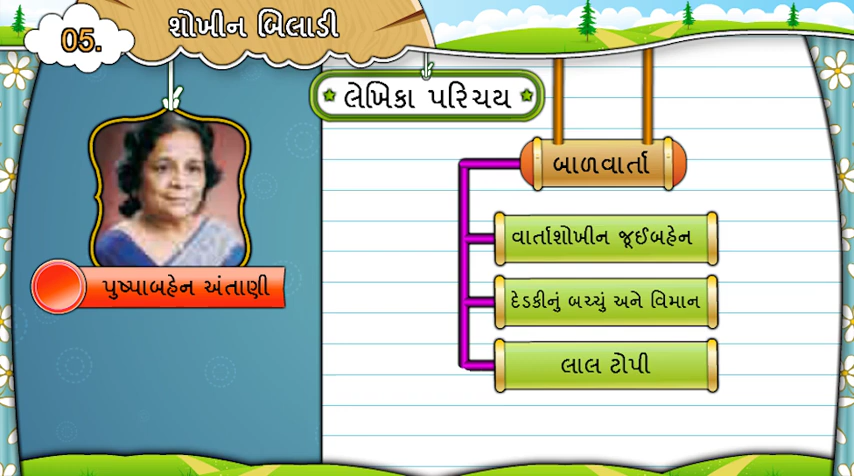 05.
શોખીન બિલાડી
લેખિકા પરિચય
પુષ્પાબહેન અંતાણી
બાળવાર્તા
વાર્તાશોખીન જૂઈબહેન
દેડકીનું બચ્ચું અને વિમાન
લાલ ટોપી